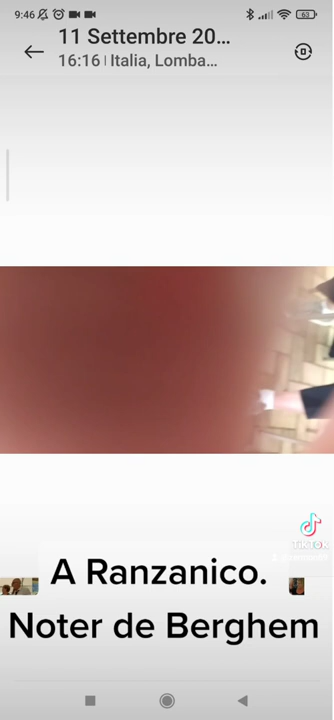 9:46
63
11 Settembre 20...
16:16 | Italia, Lomba...
TikTok
A Ranzanico.
Noter de Berghem